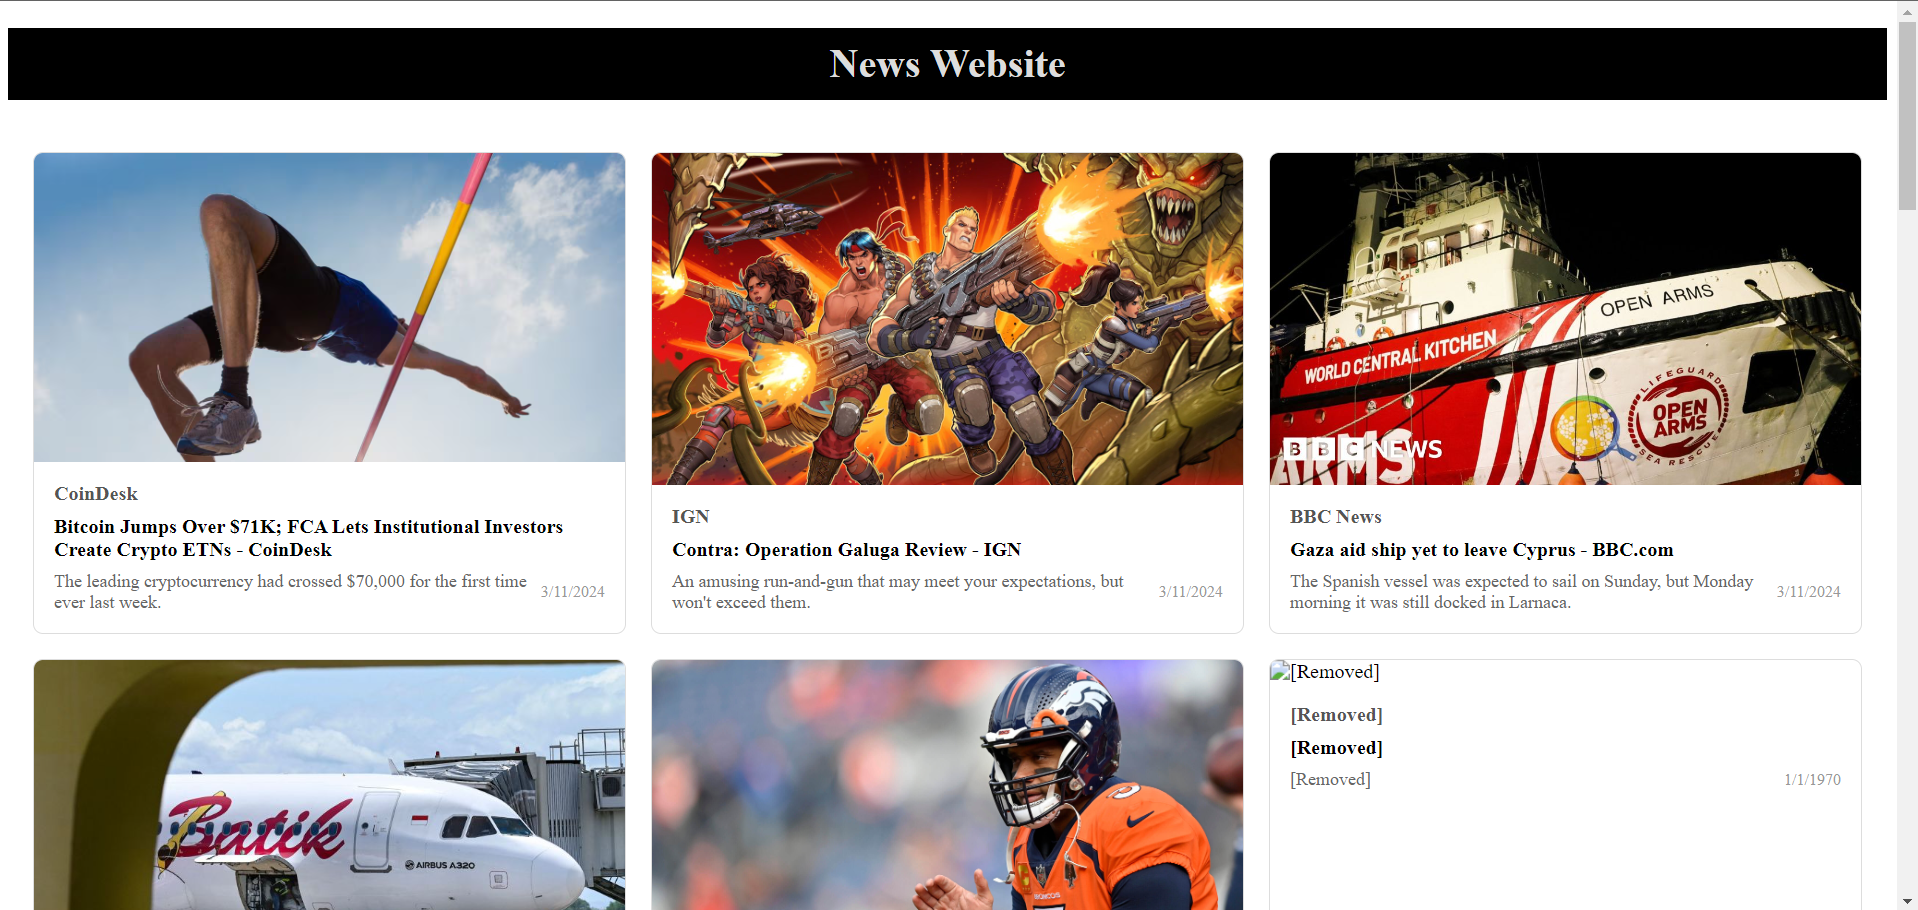 News Website
OPEN ARMS
WORLD CENTRAL KITCHEN
LIFEGUARD
OPEN
ARMS
SEA RESCUE
BBC NEWS
ARMS
CoinDesk
Bitcoin Jumps Over $71K; FCA Lets Institutional Investors
Create Crypto ETNs - CoinDesk
The leading cryptocurrency had crossed $70,000 for the first time
ever last week.
3/11/2024
IGN
Contra: Operation Galuga Review - IGN
An amusing run-and-gun that may meet your expectations, but
won't exceed them.
3/11/2024
BBC News
Gaza aid ship yet to leave Cyprus - BBC.com
The Spanish vessel was expected to sail on Sunday, but Monday
morning it was still docked in Larnaca.
3/11/2024
Batik
AIRBUS A320
BRONCOS
[Removed]
[Removed]
[Removed]
[Removed]
1/1/1970